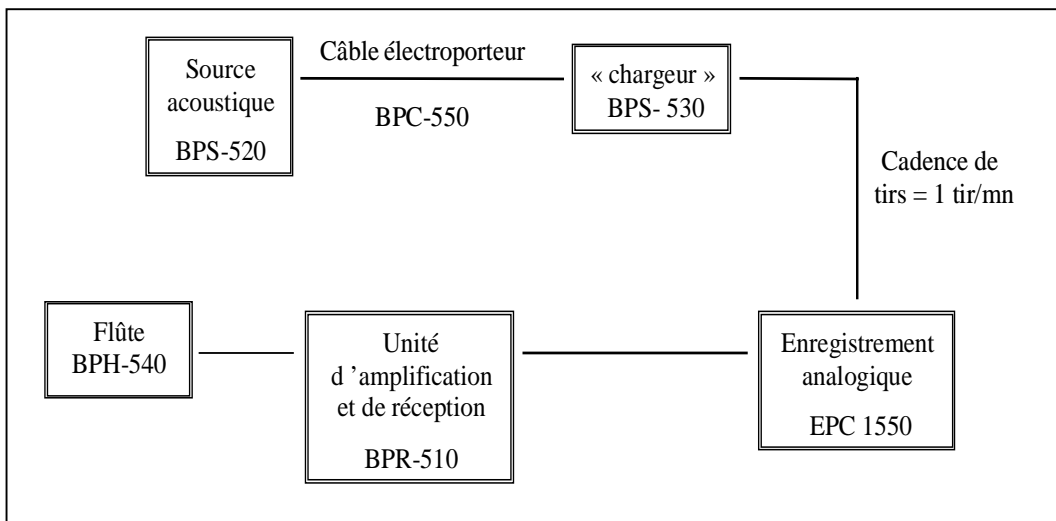 Source
acoustique
BPS-520
Câble électroporteur
BPC-550
« chargeur »
BPS- 530
Cadence de
tirs = 1 tir/mn
Flûte
BPH-540
Unité
d ’amplification
et de réception
BPR-510
Enregistrement
analogique
EPC 1550